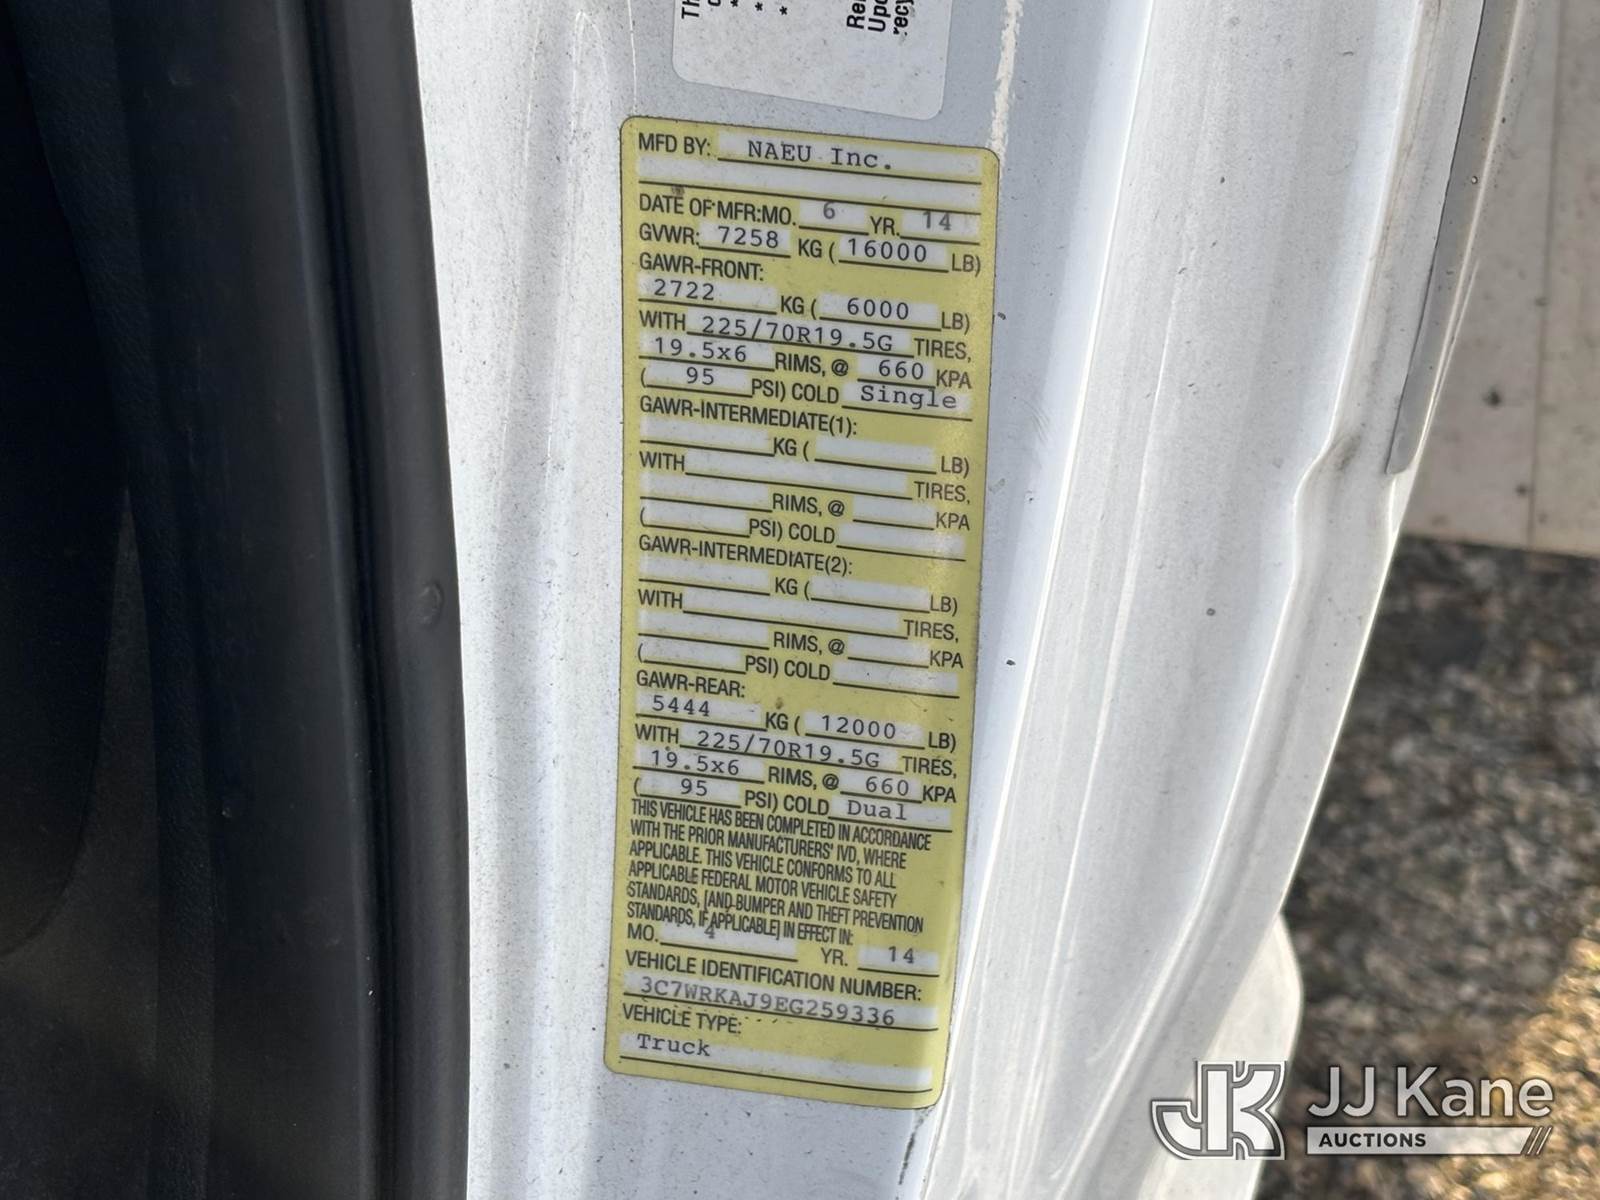 MFD BY: NAEU Inc.
DATE OF MFR: MO. 6 YR. 14
GVWR: 7258 KG ( 16000 LB)
GAWR-FRONT:
2722 KG ( 6000 LB)
WITH 225/70R19.5G TIRES,
19.5x6 RIMS, @ 660 KPA
( 95 PSI) COLD Single
GAWR-INTERMEDIATE(1):
KG ( LB)
WITH TIRES,
RIMS, @ KPA
( PSI) COLD
GAWR-INTERMEDIATE(2):
KG ( LB)
WITH TIRES,
RIMS, @ KPA
( PSI) COLD
GAWR-REAR:
5444 KG ( 12000 LB)
WITH 225/70R19.5G TIRES,
19.5x6 RIMS, @ 660 KPA
( 95 PSI) COLD Dual
THIS VEHICLE HAS BEEN COMPLETED IN ACCORDANCE
WITH THE PRIOR MANUFACTURERS' IVD, WHERE
APPLICABLE. THIS VEHICLE CONFORMS TO ALL
APPLICABLE FEDERAL MOTOR VEHICLE SAFETY
STANDARDS, [AND BUMPER AND THEFT PREVENTION
STANDARDS, IF APPLICABLE] IN EFFECT IN:
MO. 4 YR. 14
VEHICLE IDENTIFICATION NUMBER:
3C7WRKAJ9EG259336
VEHICLE TYPE:
Truck
JJ Kane
AUCTIONS